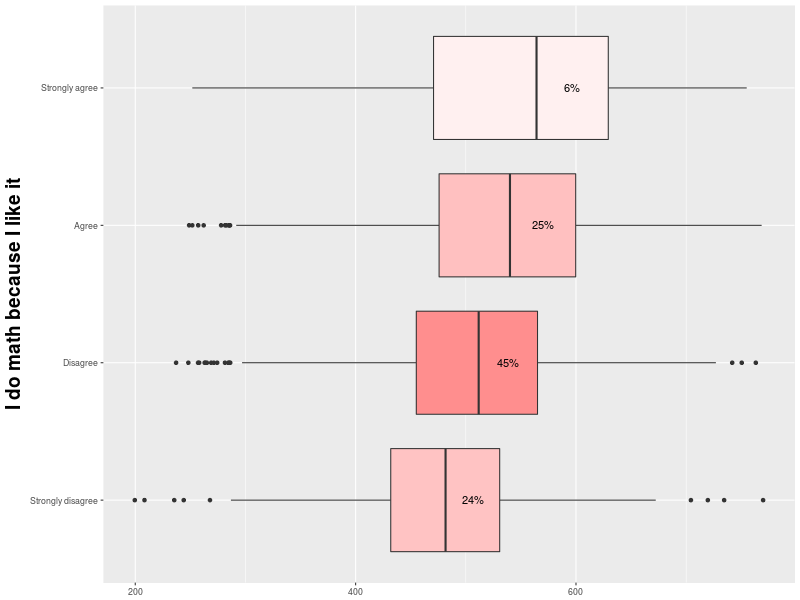 I do math because I like it
Strongly agree
6%
Agree
25%
Disagree
45%
Strongly disagree
24%
200
400
600